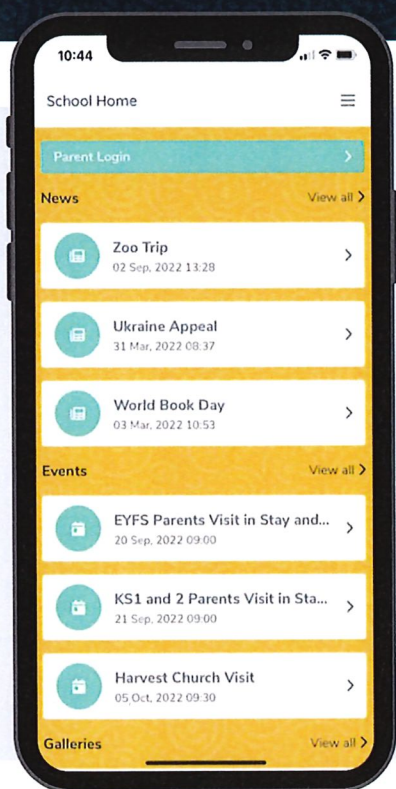 10:44
School Home
Parent Login
News View all
Zoo Trip
02 Sep, 2022 13:28
Ukraine Appeal
31 Mar, 2022 08:37
World Book Day
03 Mar, 2022 10:53
Events View all
EYFS Parents Visit in Stay and...
20 Sep, 2022 09:00
KS1 and 2 Parents Visit in Sta...
21 Sep, 2022 09:00
Harvest Church Visit
05 Oct, 2022 09:30
Galleries View all